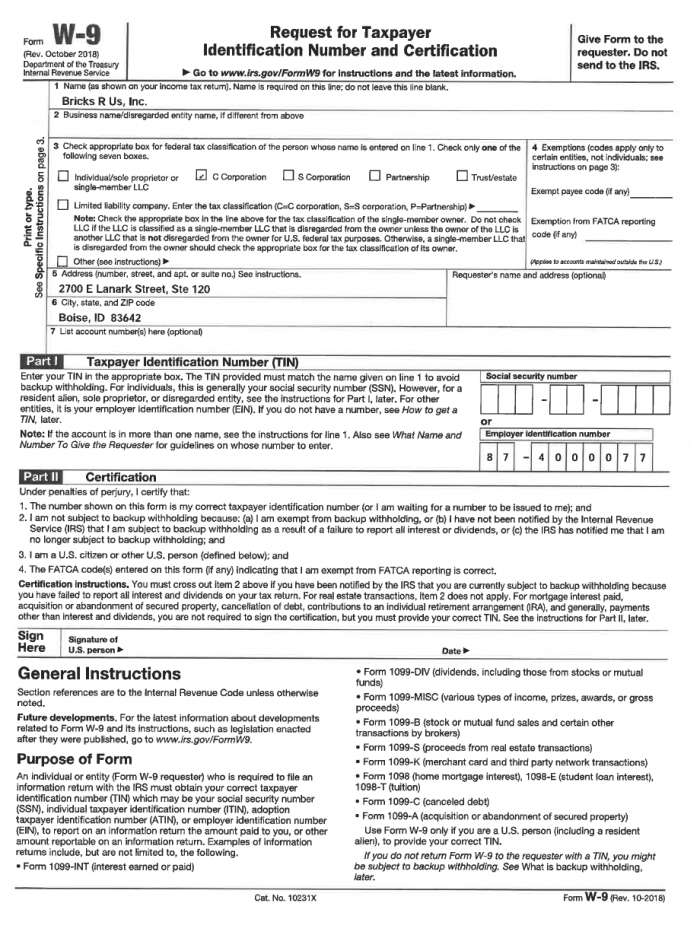 Form W-9
(Rev. October 2018)
Department of the Treasury
Internal Revenue Service
Request for Taxpayer
Identification Number and Certification
▶ Go to www.irs.gov/FormW9 for instructions and the latest information.
Give Form to the
requester. Do not
send to the IRS.
Print or type.
See Specific Instructions on page 3.
1 Name (as shown on your income tax return). Name is required on this line; do not leave this line blank.
Bricks R Us, Inc.
2 Business name/disregarded entity name, if different from above
3 Check appropriate box for federal tax classification of the person whose name is entered on line 1. Check only one of the
following seven boxes.
Individual/sole proprietor or
single-member LLC
✓ C Corporation
S Corporation
Partnership
Trust/estate
Limited liability company. Enter the tax classification (C=C corporation, S=S corporation, P=Partnership) ▶
Note: Check the appropriate box in the line above for the tax classification of the single-member owner. Do not check
LLC if the LLC is classified as a single-member LLC that is disregarded from the owner unless the owner of the LLC is
another LLC that is not disregarded from the owner for U.S. federal tax purposes. Otherwise, a single-member LLC that
is disregarded from the owner should check the appropriate box for the tax classification of its owner.
Other (see instructions) ▶
4 Exemptions (codes apply only to
certain entities, not individuals; see
instructions on page 3):
Exempt payee code (if any)
Exemption from FATCA reporting
code (if any)
(Applies to accounts maintained outside the U.S.)
5 Address (number, street, and apt. or suite no.) See instructions.
2700 E Lanark Street, Ste 120
Requester's name and address (optional)
6 City, state, and ZIP code
Boise, ID 83642
7 List account number(s) here (optional)
Part I Taxpayer Identification Number (TIN)
Enter your TIN in the appropriate box. The TIN provided must match the name given on line 1 to avoid
backup withholding. For individuals, this is generally your social security number (SSN). However, for a
resident alien, sole proprietor, or disregarded entity, see the instructions for Part I, later. For other
entities, it is your employer identification number (EIN). If you do not have a number, see How to get a
TIN, later.
Note: If the account is in more than one name, see the instructions for line 1. Also see What Name and
Number To Give the Requester for guidelines on whose number to enter.
Social security number
– –
or
Employer identification number
8 7 – 4 0 0 0 0 7 7
Part II Certification
Under penalties of perjury, I certify that:
1. The number shown on this form is my correct taxpayer identification number (or I am waiting for a number to be issued to me); and
2. I am not subject to backup withholding because: (a) I am exempt from backup withholding, or (b) I have not been notified by the Internal Revenue
Service (IRS) that I am subject to backup withholding as a result of a failure to report all interest or dividends, or (c) the IRS has notified me that I am
no longer subject to backup withholding; and
3. I am a U.S. citizen or other U.S. person (defined below); and
4. The FATCA code(s) entered on this form (if any) indicating that I am exempt from FATCA reporting is correct.
Certification instructions. You must cross out item 2 above if you have been notified by the IRS that you are currently subject to backup withholding because
you have failed to report all interest and dividends on your tax return. For real estate transactions, item 2 does not apply. For mortgage interest paid,
acquisition or abandonment of secured property, cancellation of debt, contributions to an individual retirement arrangement (IRA), and generally, payments
other than interest and dividends, you are not required to sign the certification, but you must provide your correct TIN. See the instructions for Part II, later.
Sign
Here
Signature of
U.S. person ▶
Date ▶
General Instructions
Section references are to the Internal Revenue Code unless otherwise
noted.
Future developments. For the latest information about developments
related to Form W-9 and its instructions, such as legislation enacted
after they were published, go to www.irs.gov/FormW9.
Purpose of Form
An individual or entity (Form W-9 requester) who is required to file an
information return with the IRS must obtain your correct taxpayer
identification number (TIN) which may be your social security number
(SSN), individual taxpayer identification number (ITIN), adoption
taxpayer identification number (ATIN), or employer identification number
(EIN), to report on an information return the amount paid to you, or other
amount reportable on an information return. Examples of information
returns include, but are not limited to, the following.
• Form 1099-INT (interest earned or paid)
• Form 1099-DIV (dividends, including those from stocks or mutual
funds)
• Form 1099-MISC (various types of income, prizes, awards, or gross
proceeds)
• Form 1099-B (stock or mutual fund sales and certain other
transactions by brokers)
• Form 1099-S (proceeds from real estate transactions)
• Form 1099-K (merchant card and third party network transactions)
• Form 1098 (home mortgage interest), 1098-E (student loan interest),
1098-T (tuition)
• Form 1099-C (canceled debt)
• Form 1099-A (acquisition or abandonment of secured property)
Use Form W-9 only if you are a U.S. person (including a resident
alien), to provide your correct TIN.
If you do not return Form W-9 to the requester with a TIN, you might
be subject to backup withholding. See What is backup withholding,
later.
Cat. No. 10231X
Form W-9 (Rev. 10-2018)